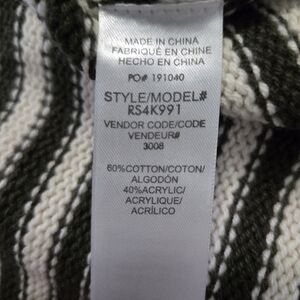 MADE IN CHINA
FABRIQUÉ EN CHINE
HECHO EN CHINA
PO# 191040
STYLE/MODEL#
RS4K991
VENDOR CODE/CODE
VENDEUR#
3008
60%COTTON/COTON/
ALGODÓN
40%ACRYLIC/
ACRYLIQUE/
ACRÍLICO